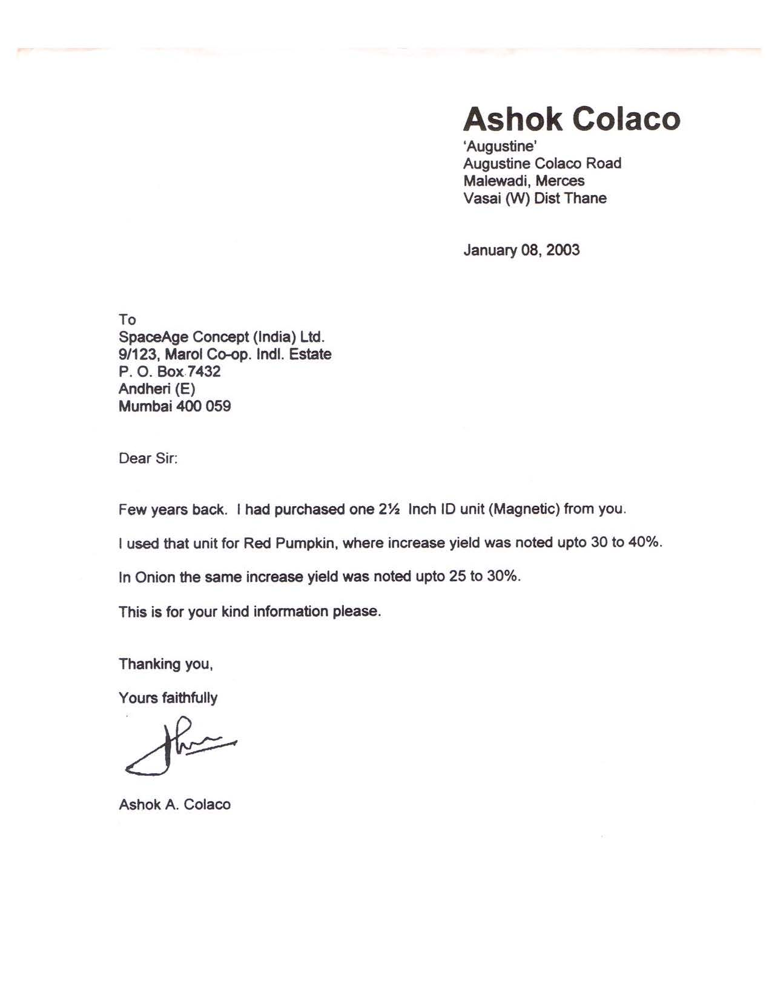 Ashok Colaco
'Augustine'
Augustine Colaco Road
Malewadi, Merces
Vasai (W) Dist Thane
January 08, 2003
To
SpaceAge Concept (India) Ltd.
9/123, Marol Co-op. Indl. Estate
P. O. Box 7432
Andheri (E)
Mumbai 400 059
Dear Sir:
Few years back. I had purchased one 2½ Inch ID unit (Magnetic) from you.
I used that unit for Red Pumpkin, where increase yield was noted upto 30 to 40%.
In Onion the same increase yield was noted upto 25 to 30%.
This is for your kind information please.
Thanking you,
Yours faithfully
Ashok A. Colaco